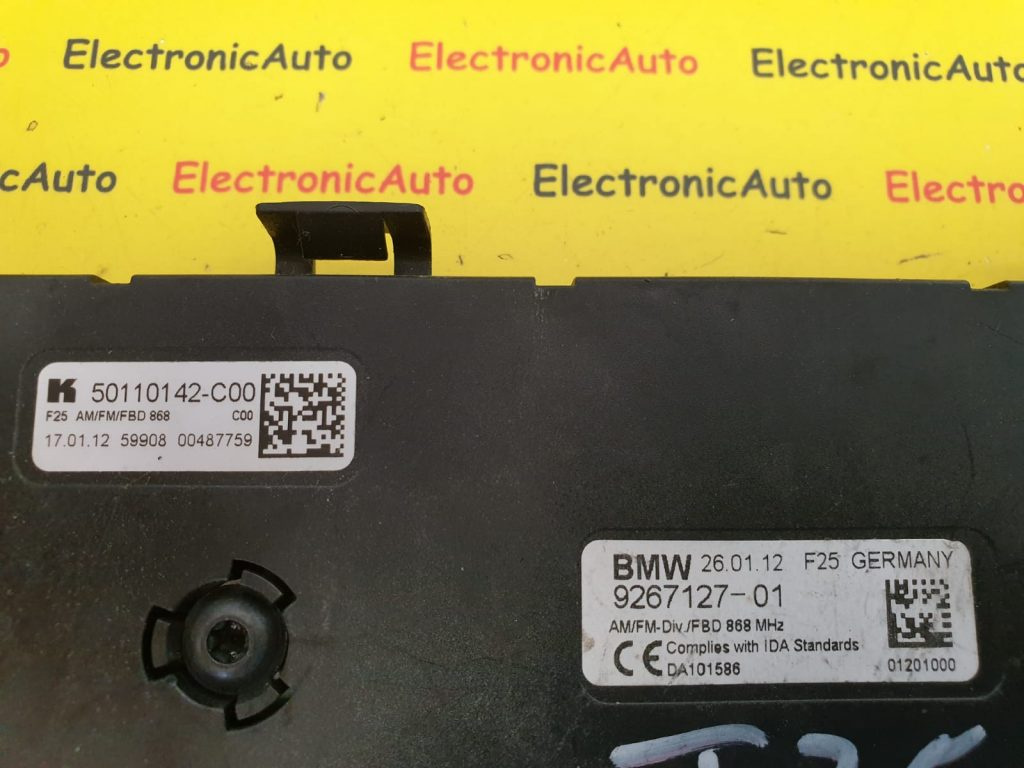 ElectronicAuto ElectronicAuto ElectronicAuto
cAuto ElectronicAuto ElectronicAuto Electro
K 50110142-C00
F25 AM/FM/FBD 868 C00
17.01.12 59908 00487759
BMW 26.01.12 F25 GERMANY
9267127-01
AM/FM-Div./FBD 868 MHz
CE Complies with IDA Standards
DA101586 01201000